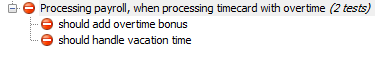 Processing payroll, when processing timecard with overtime (2 tests)
should add overtime bonus
should handle vacation time